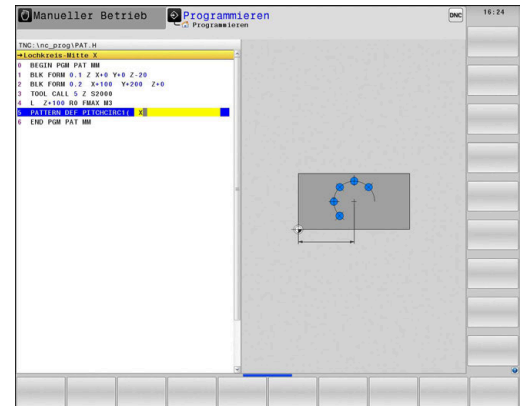 Manueller Betrieb
Programmieren
Programmieren
DNC
16:24
TNC:\nc_prog\PAT.H
→Lochkreis-Mitte X
0 BEGIN PGM PAT MM
1 BLK FORM 0.1 Z X+0 Y+0 Z-20
2 BLK FORM 0.2 X+100 Y+200 Z+0
3 TOOL CALL 5 Z S2000
4 L Z+100 R0 FMAX M3
5 PATTERN DEF PITCHCIRC1( X
6 END PGM PAT MM